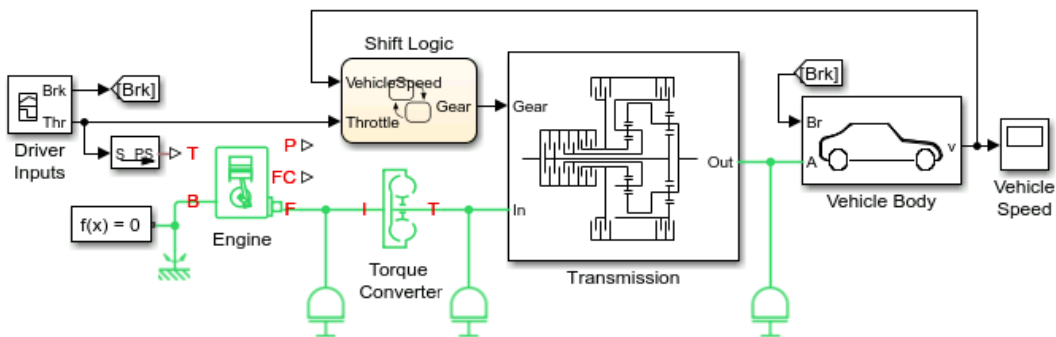 Shift Logic
VehicleSpeed
Gear
Throttle
Brk
Thr
[Brk]
Driver
Inputs
S PS
T
P
FC
B
F
Engine
f(x) = 0
I
T
Torque
Converter
Gear
In
Out
Transmission
[Brk]
Br
A
v
Vehicle Body
Vehicle
Speed